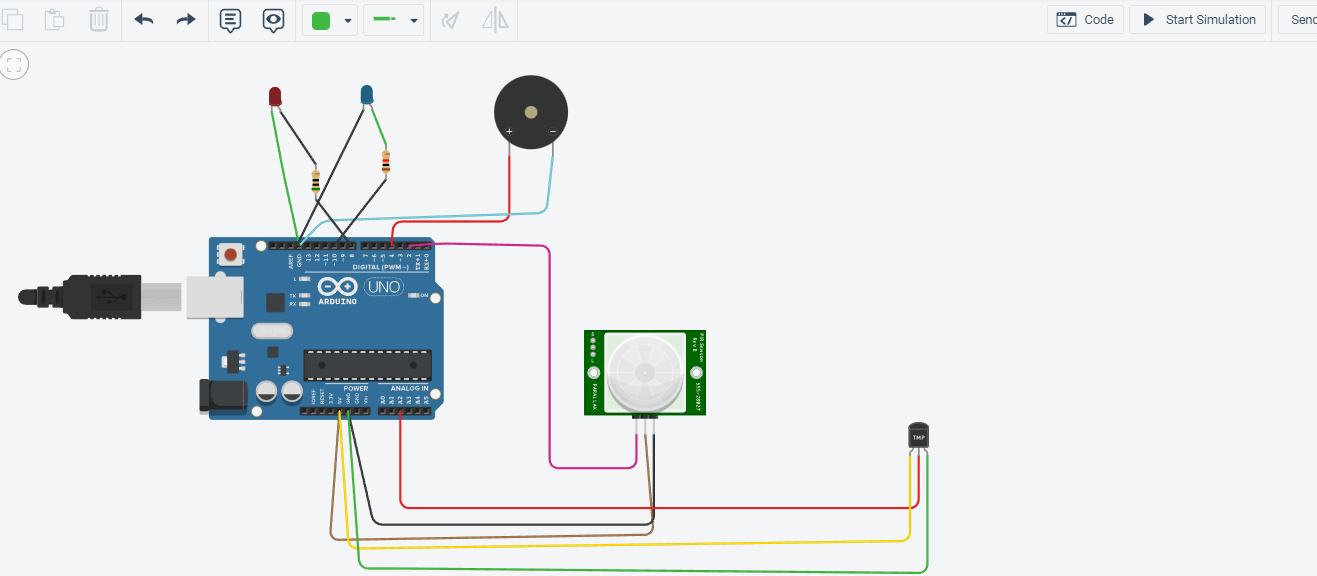 Code
Start Simulation
Send
+
−
AREF
GND
13
12
~11
~10
~9
8
7
~6
~5
4
~3
2
TX→1
RX←0
DIGITAL (PWM~)
L
TX
RX
UNO
ARDUINO
ON
POWER
ANALOG IN
IOREF
RESET
3.3V
5V
GND
GND
Vin
A0
A1
A2
A3
A4
A5
PIR Sensor
Rev B
PARALLAX
555-28027
TMP